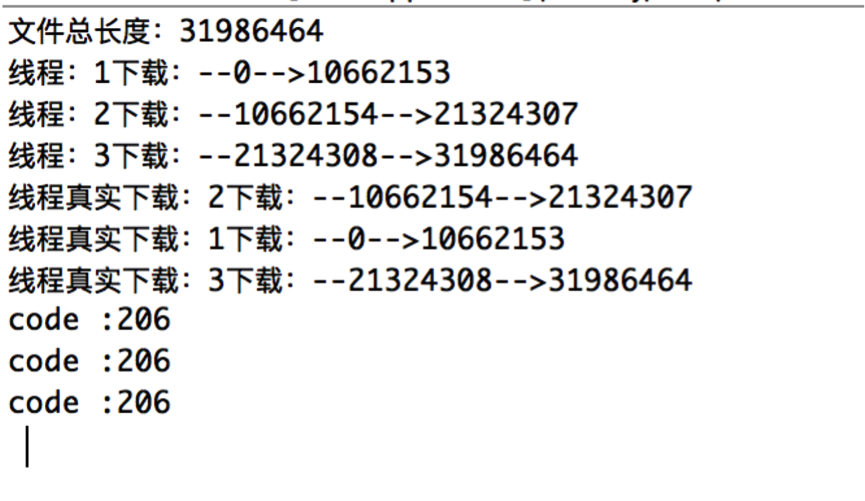 文件总长度：31986464
线程：1下载：--0-->10662153
线程：2下载：--10662154-->21324307
线程：3下载：--21324308-->31986464
线程真实下载：2下载：--10662154-->21324307
线程真实下载：1下载：--0-->10662153
线程真实下载：3下载：--21324308-->31986464
code :206
code :206
code :206